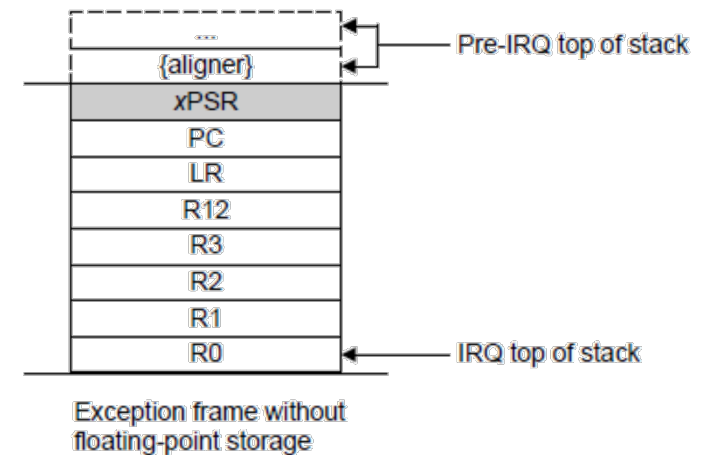 ...
Pre-IRQ top of stack
{aligner}
xPSR
PC
LR
R12
R3
R2
R1
R0
IRQ top of stack
Exception frame without
floating-point storage